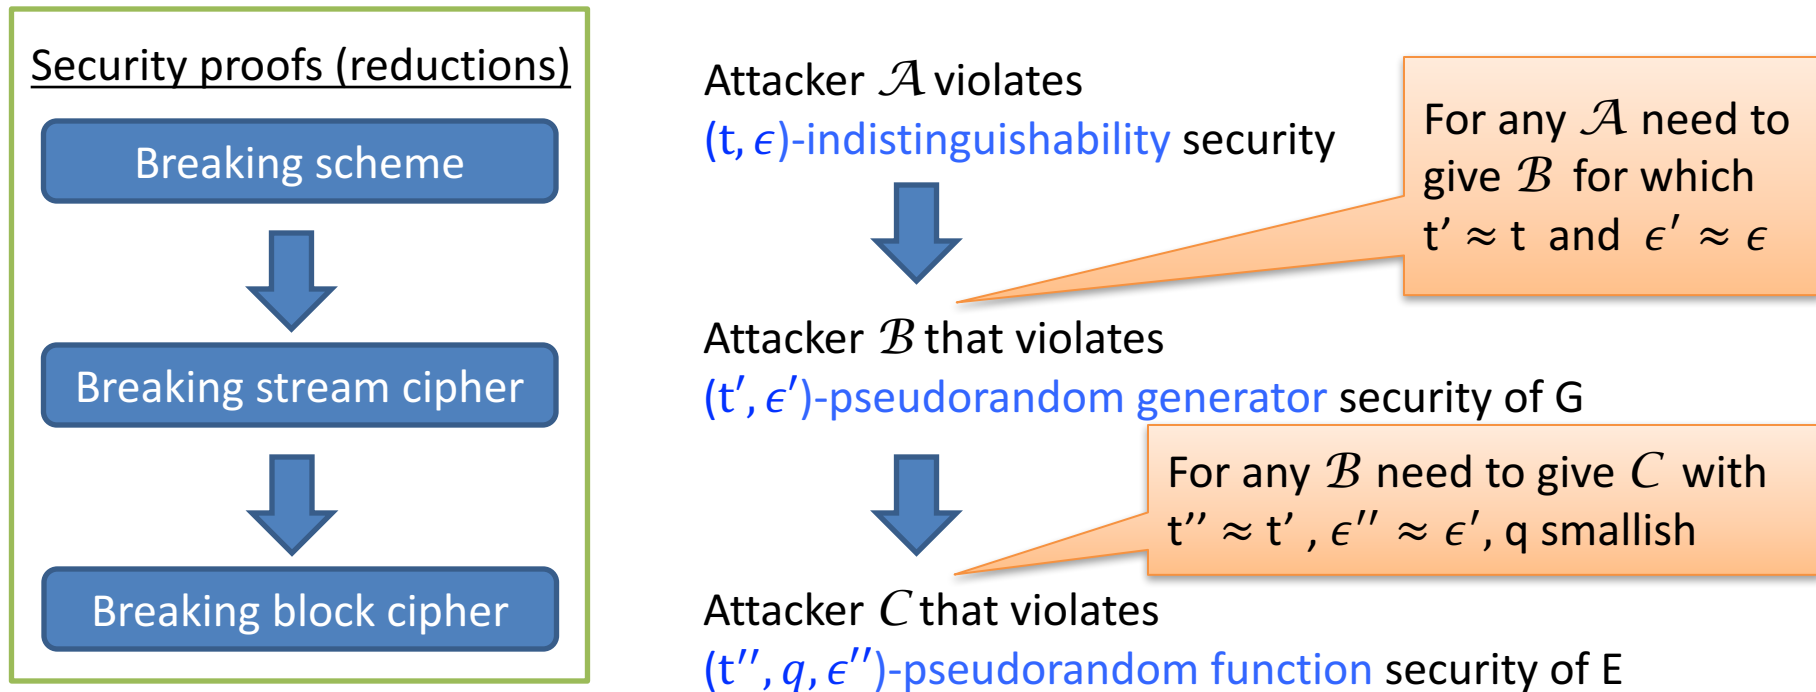 Security proofs (reductions)
Breaking scheme
Breaking stream cipher
Breaking block cipher
Attacker 𝒜 violates
(t, ϵ)-indistinguishability security
For any 𝒜 need to
give ℬ for which
t’ ≈ t and ϵ′ ≈ ϵ
Attacker ℬ that violates
(t′, ϵ′)-pseudorandom generator security of G
For any ℬ need to give 𝒞 with
t’’ ≈ t’ , ϵ′′ ≈ ϵ′, q smallish
Attacker 𝒞 that violates
(t′′, q, ϵ′′)-pseudorandom function security of E